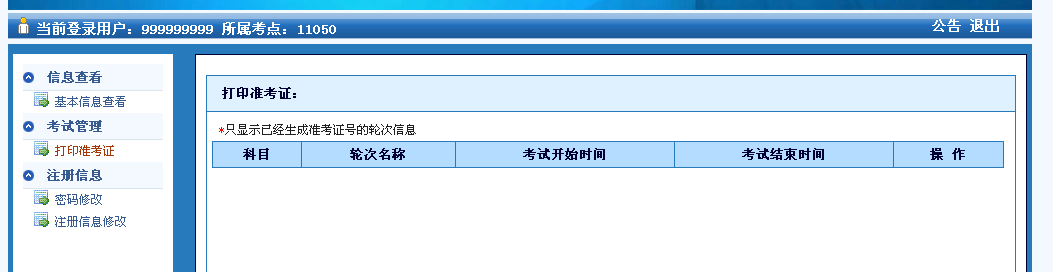 当前登录用户：999999999 所属考点：11050
公告 退出
信息查看
基本信息查看
考试管理
打印准考证
注册信息
密码修改
注册信息修改
打印准考证：
*只显示已经生成准考证号的轮次信息
科目 轮次名称 考试开始时间 考试结束时间 操 作